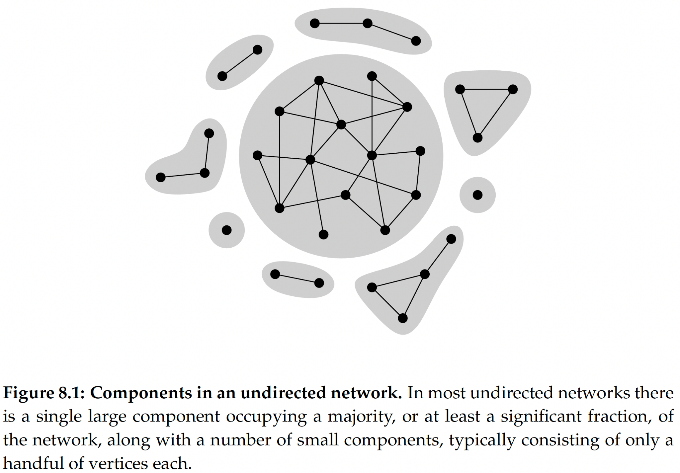 Figure 8.1: Components in an undirected network. In most undirected networks there
is a single large component occupying a majority, or at least a significant fraction, of
the network, along with a number of small components, typically consisting of only a
handful of vertices each.